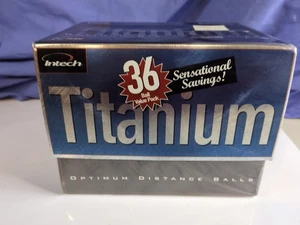 intech
36
Ball
Value Pack
Sensational
Savings!
Titanium
OPTIMUM DISTANCE BALLS